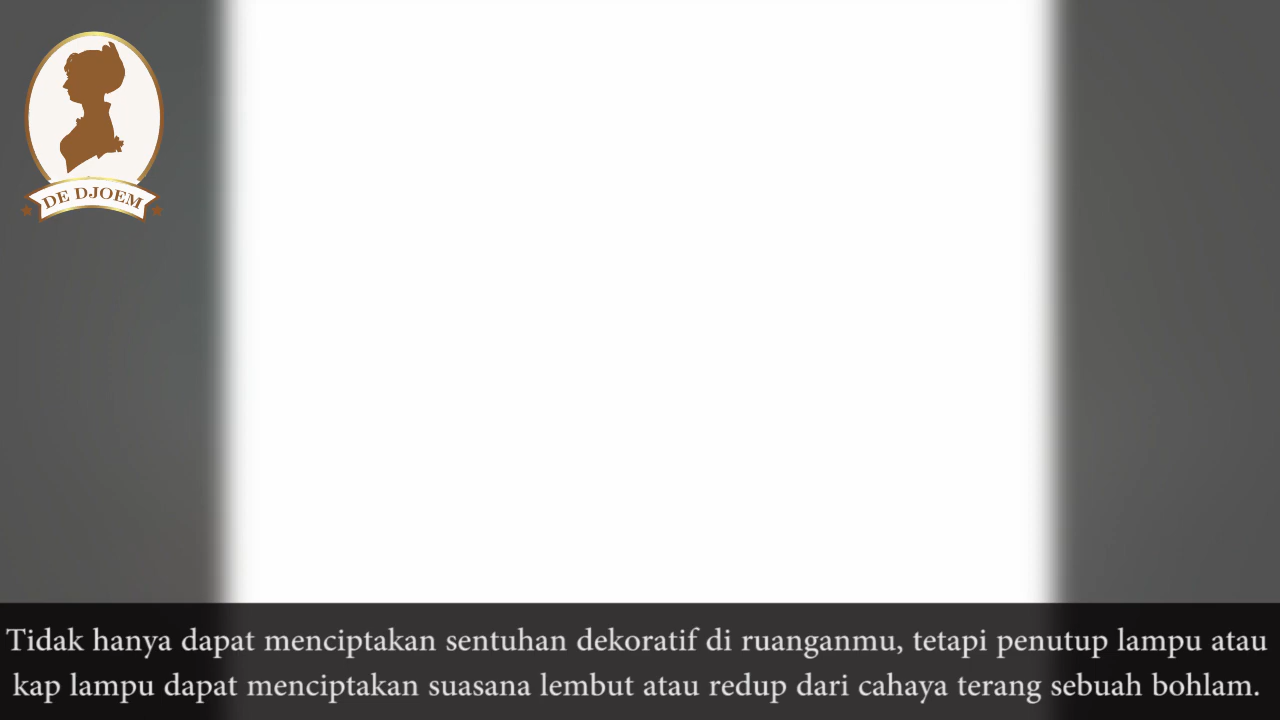 DE DJOEM
Tidak hanya dapat menciptakan sentuhan dekoratif di ruanganmu, tetapi penutup lampu atau
kap lampu dapat menciptakan suasana lembut atau redup dari cahaya terang sebuah bohlam.